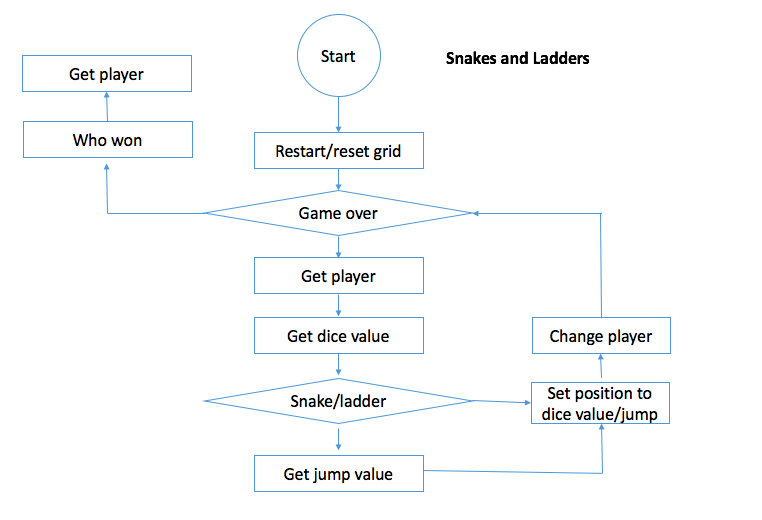 Start
Snakes and Ladders
Get player
Who won
Restart/reset grid
Game over
Get player
Get dice value
Change player
Snake/ladder
Set position to
dice value/jump
Get jump value